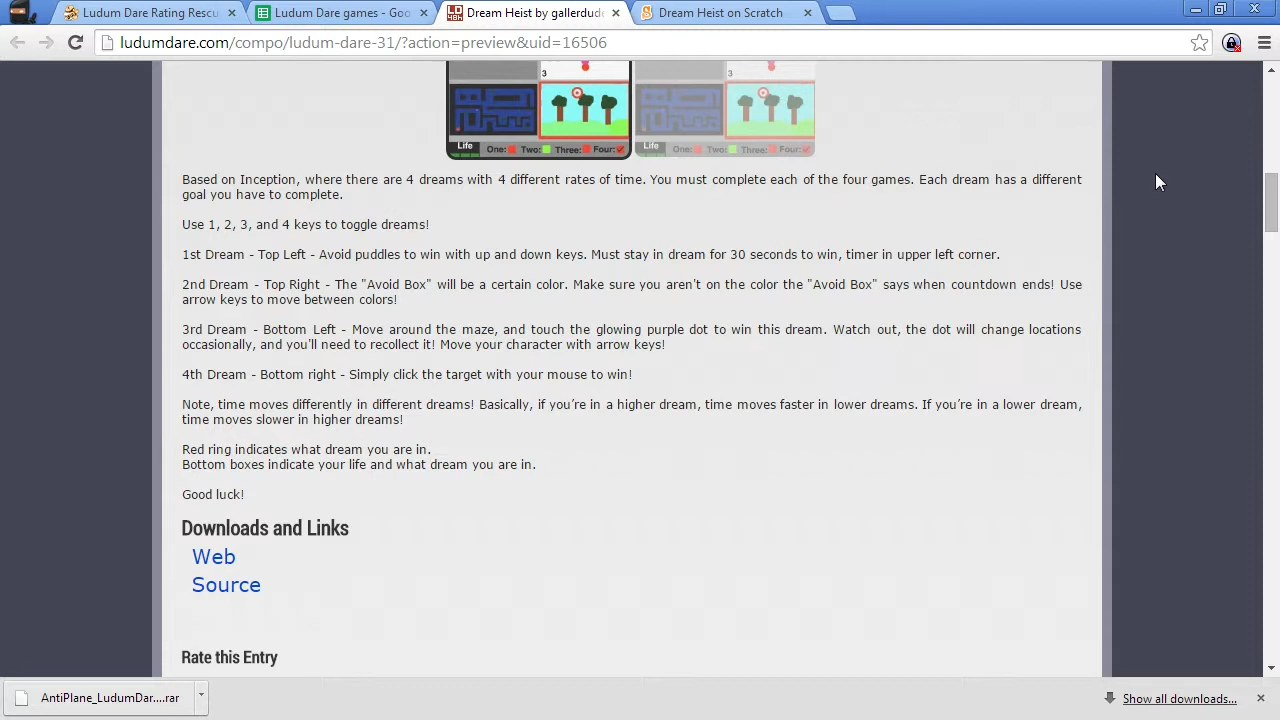 Ludum Dare Rating Rescu
Ludum Dare games - Goo
Dream Heist by gallerdude
Dream Heist on Scratch
ludumdare.com/compo/ludum-dare-31/?action=preview&uid=16506
3
3
Life One: Two: Three: Four:
Life One: Two: Three: Four:
Based on Inception, where there are 4 dreams with 4 different rates of time. You must complete each of the four games. Each dream has a different
goal you have to complete.
Use 1, 2, 3, and 4 keys to toggle dreams!
1st Dream - Top Left - Avoid puddles to win with up and down keys. Must stay in dream for 30 seconds to win, timer in upper left corner.
2nd Dream - Top Right - The "Avoid Box" will be a certain color. Make sure you aren't on the color the "Avoid Box" says when countdown ends! Use
arrow keys to move between colors!
3rd Dream - Bottom Left - Move around the maze, and touch the glowing purple dot to win this dream. Watch out, the dot will change locations
occasionally, and you'll need to recollect it! Move your character with arrow keys!
4th Dream - Bottom right - Simply click the target with your mouse to win!
Note, time moves differently in different dreams! Basically, if you're in a higher dream, time moves faster in lower dreams. If you're in a lower dream,
time moves slower in higher dreams!
Red ring indicates what dream you are in.
Bottom boxes indicate your life and what dream you are in.
Good luck!
Downloads and Links
Web
Source
Rate this Entry
AntiPlane_LudumDar....rar
Show all downloads...